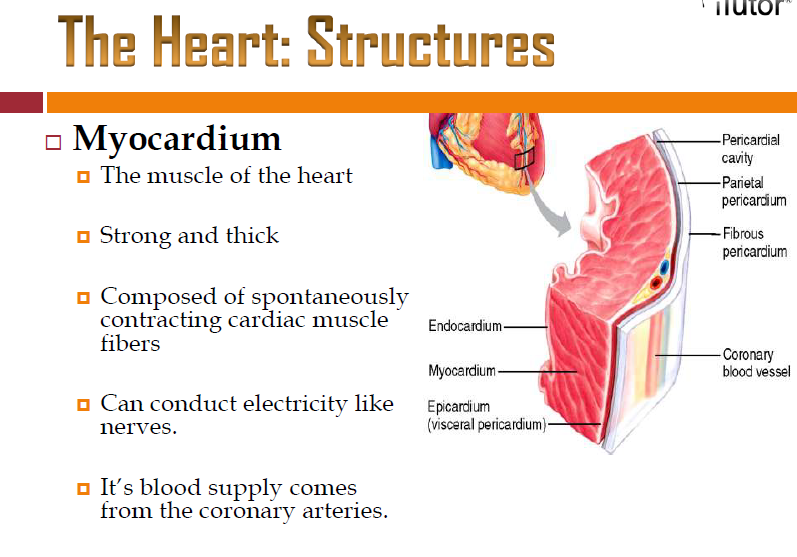 iTutor
The Heart: Structures
Myocardium
The muscle of the heart
Strong and thick
Composed of spontaneously
contracting cardiac muscle
fibers
Can conduct electricity like
nerves.
It's blood supply comes
from the coronary arteries.
Pericardial
cavity
Parietal
pericardium
Fibrous
pericardium
Endocardium
Myocardium
Epicardium
(visceral pericardium)
Coronary
blood vessel